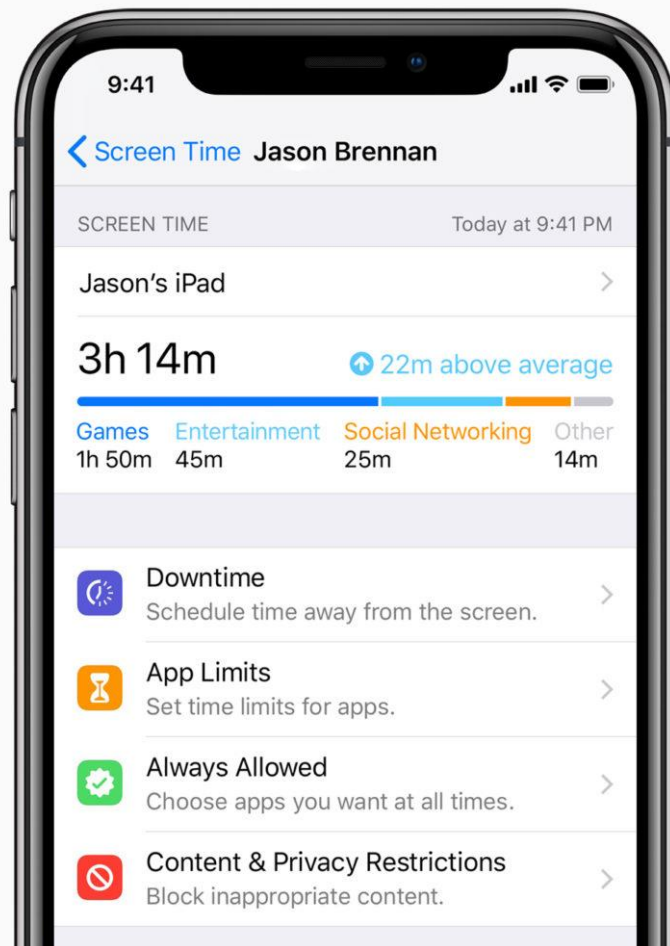 9:41
Screen Time Jason Brennan
SCREEN TIME Today at 9:41 PM
Jason’s iPad
3h 14m 22m above average
Games Entertainment Social Networking Other
1h 50m 45m 25m 14m
Downtime
Schedule time away from the screen.
App Limits
Set time limits for apps.
Always Allowed
Choose apps you want at all times.
Content & Privacy Restrictions
Block inappropriate content.